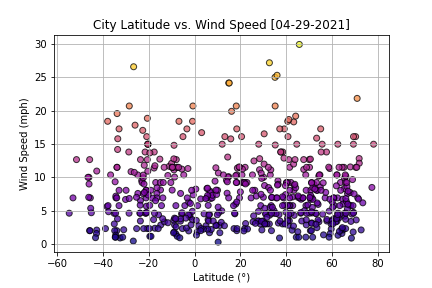 City Latitude vs. Wind Speed [04-29-2021]
30
25
20
15
10
5
0
Wind Speed (mph)
−60 −40 −20 0 20 40 60 80
Latitude (°)